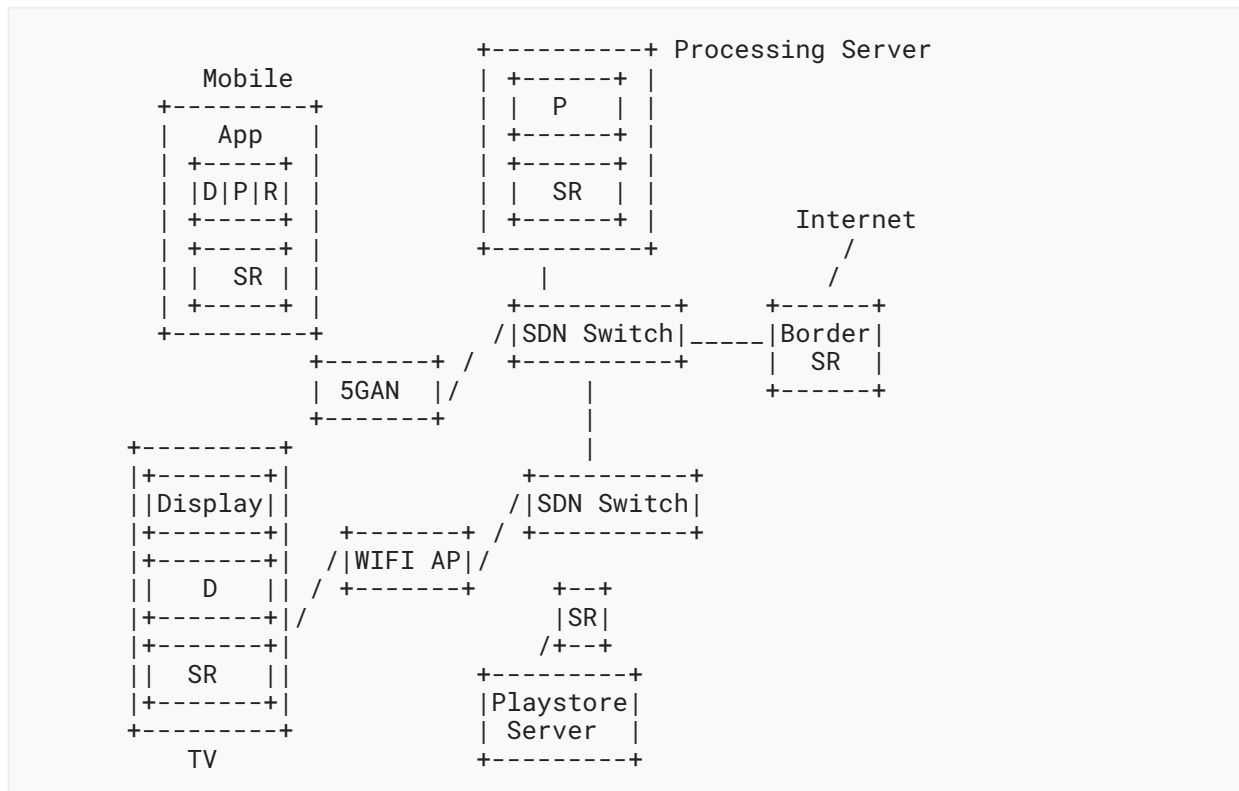 Processing Server
Mobile
P
App
D|P|R
SR
Internet
SR
SDN Switch
Border
SR
5GAN
Display
SDN Switch
WIFI AP
D
SR
SR
Playstore
Server
TV